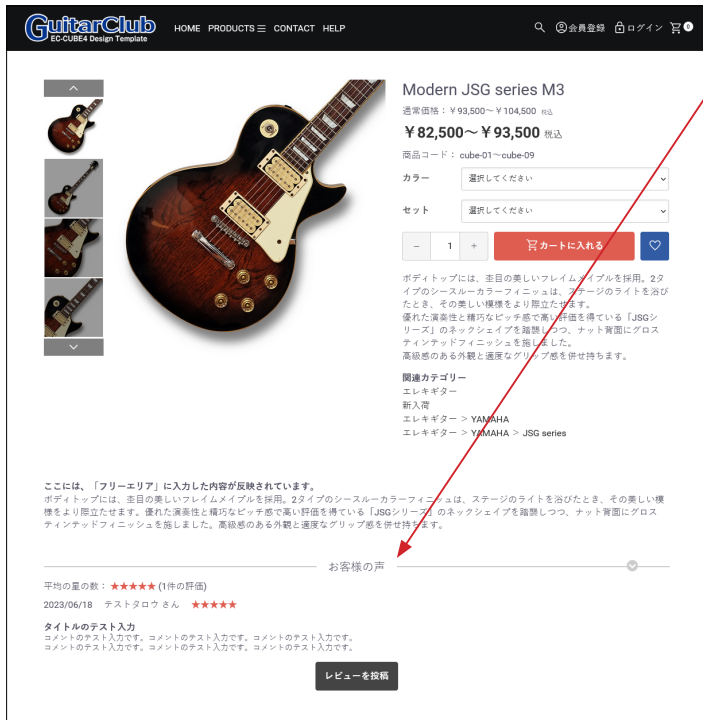 GuitarClub
EC-CUBE4 Design Template
HOME PRODUCTS CONTACT HELP
会員登録 ログイン 0
Modern JSG series M3
通常価格：￥93,500～￥104,500 税込
￥82,500～￥93,500 税込
商品コード： cube-01～cube-09
カラー 選択してください
セット 選択してください
− 1 + カートに入れる
ボディトップには、杢目の美しいフレイムメイプルを採用。2タ
イプのシースルーカラーフィニッシュは、ステージのライトを浴び
たとき、その美しい模様をより際立たせます。
優れた演奏性と精巧なピッチ感で高い評価を得ている「JSGシ
リーズ」のネックシェイプを踏襲しつつ、ナット背面にグロス
ティンテッドフィニッシュを施しました。
高級感のある外観と適度なグリップ感を併せ持ちます。
関連カテゴリー
エレキギター
新入荷
エレキギター ＞ YAMAHA
エレキギター ＞ YAMAHA ＞ JSG series
ここには、「フリーエリア」に入力した内容が反映されています。
ボディトップには、杢目の美しいフレイムメイプルを採用。2タイプのシースルーカラーフィニッシュは、ステージのライトを浴びたとき、その美しい模
様をより際立たせます。優れた演奏性と精巧なピッチ感で高い評価を得ている「JSGシリーズ」のネックシェイプを踏襲しつつ、ナット背面にグロス
ティンテッドフィニッシュを施しました。高級感のある外観と適度なグリップ感を併せ持ちます。
お客様の声
平均の星の数： ★★★★★ (1件の評価)
2023/06/18 テストタロウ さん ★★★★★
タイトルのテスト入力
コメントのテスト入力です。コメントのテスト入力です。コメントのテスト入力です。
コメントのテスト入力です。コメントのテスト入力です。コメントのテスト入力です。
レビューを投稿